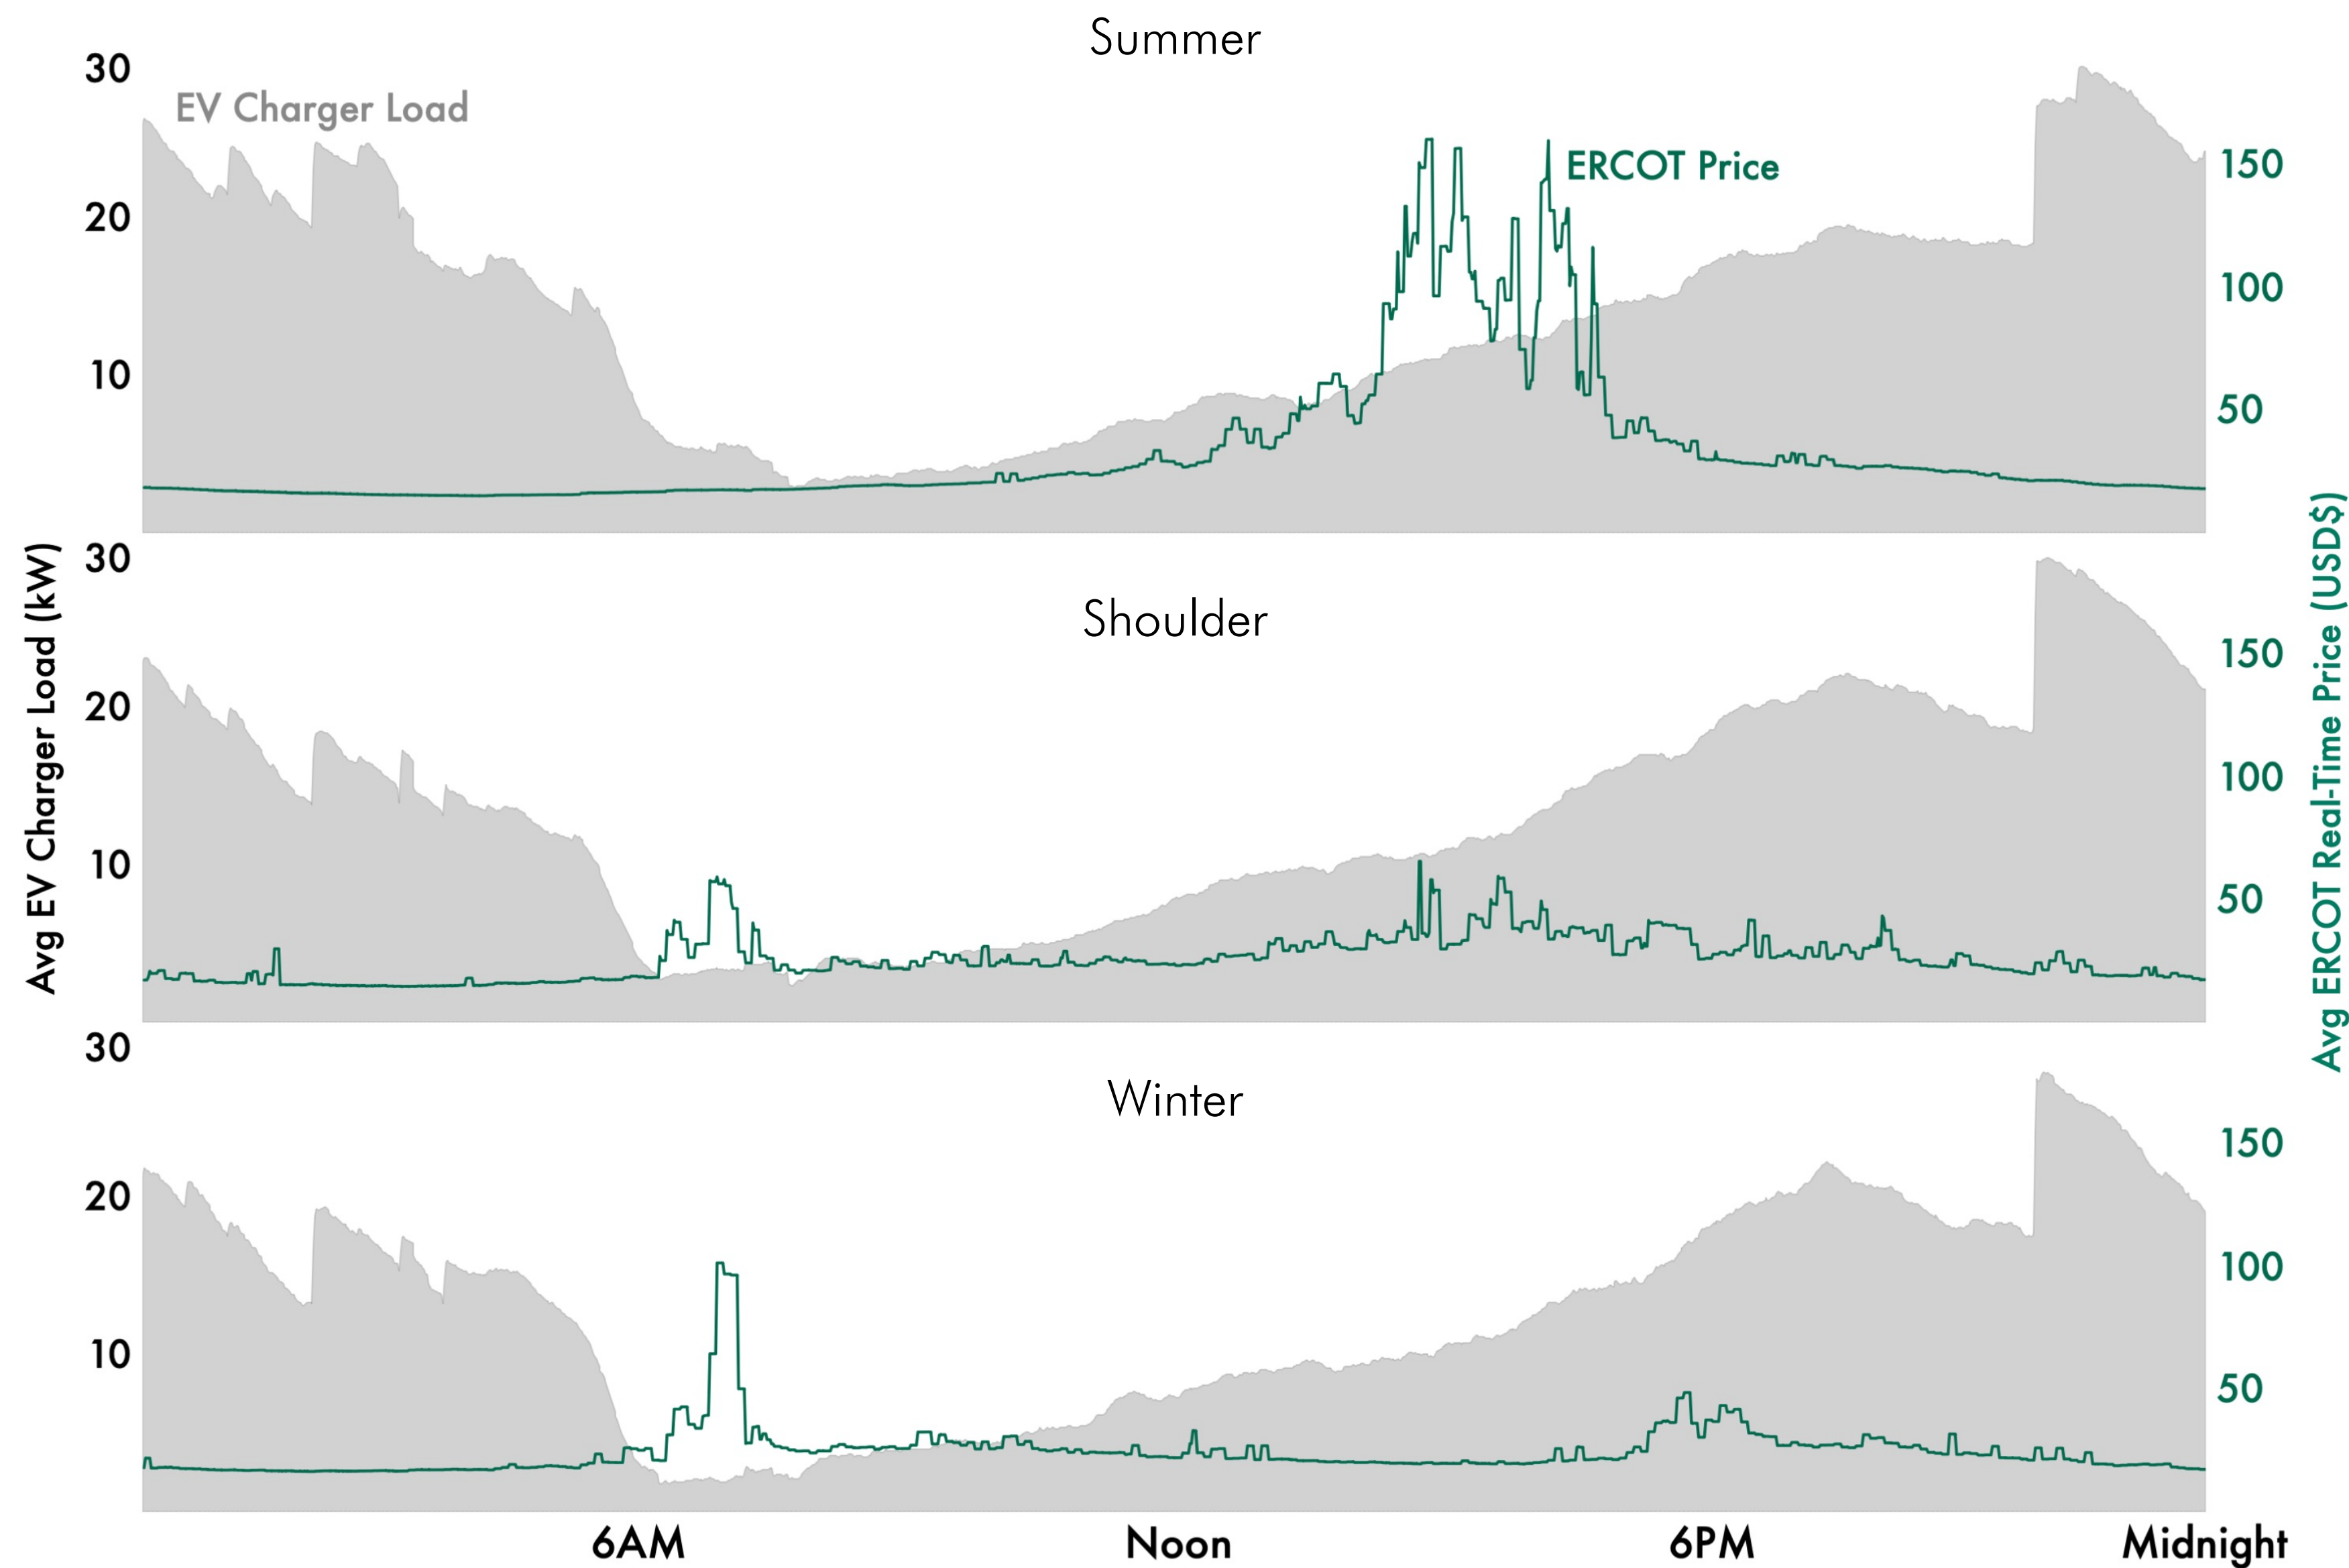 Summer
30
EV Charger Load
ERCOT Price
150
20
100
10
50
Avg EV Charger Load (kW)
Avg ERCOT Real-Time Price (USD$)
30
Shoulder
150
20
100
10
50
30
Winter
150
20
100
10
50
6AM
Noon
6PM
Midnight